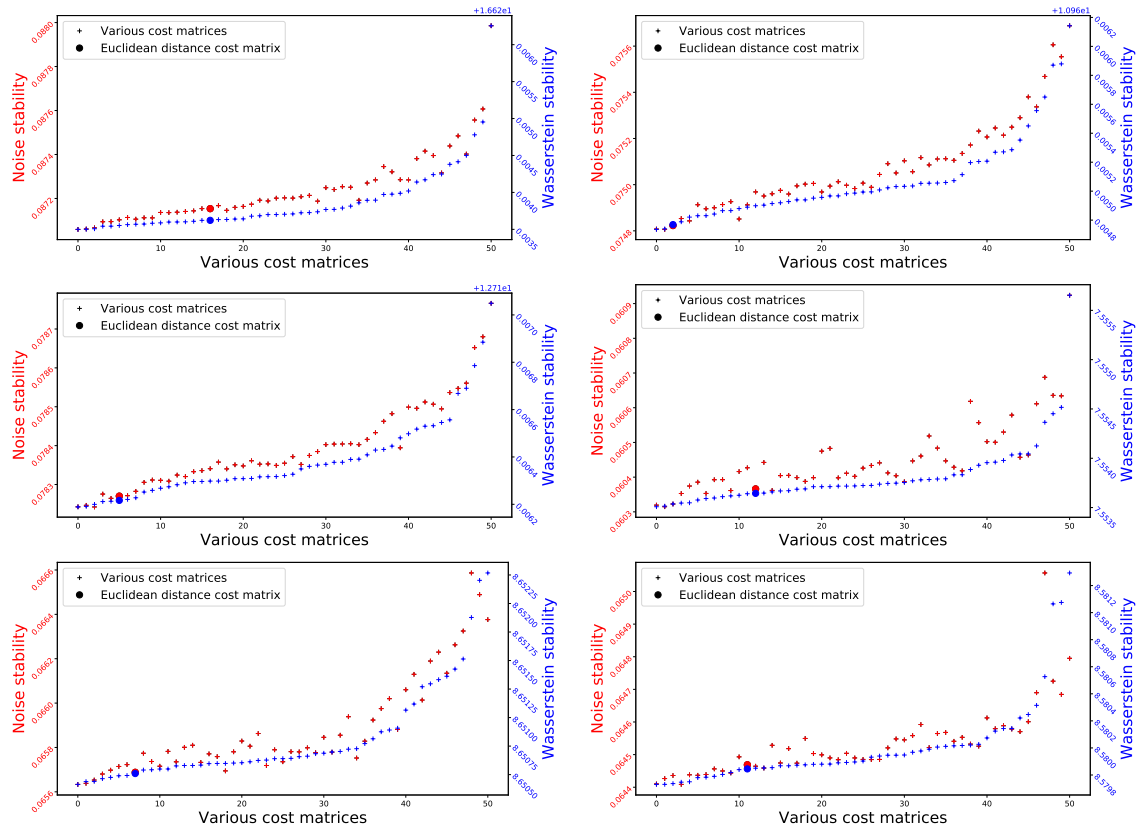 +1.662e1
Various cost matrices
Euclidean distance cost matrix
Noise stability
0.0880
0.0878
0.0876
0.0874
0.0872
0.0060
0.0055
0.0050
0.0045
0.0040
0.0035
Wasserstein stability
0 10 20 30 40 50
Various cost matrices
+1.096e1
Various cost matrices
Euclidean distance cost matrix
Noise stability
0.0756
0.0754
0.0752
0.0750
0.0748
0.0062
0.0060
0.0058
0.0056
0.0054
0.0052
0.0050
0.0048
Wasserstein stability
0 10 20 30 40 50
Various cost matrices
+1.271e1
Various cost matrices
Euclidean distance cost matrix
Noise stability
0.0787
0.0786
0.0785
0.0784
0.0783
0.0070
0.0068
0.0066
0.0064
0.0062
Wasserstein stability
0 10 20 30 40 50
Various cost matrices
Various cost matrices
Euclidean distance cost matrix
Noise stability
0.0609
0.0608
0.0607
0.0606
0.0605
0.0604
0.0603
7.5555
7.5550
7.5545
7.5540
7.5535
Wasserstein stability
0 10 20 30 40 50
Various cost matrices
Various cost matrices
Euclidean distance cost matrix
Noise stability
0.0666
0.0664
0.0662
0.0660
0.0658
0.0656
8.65225
8.65200
8.65175
8.65150
8.65125
8.65100
8.65075
8.65050
Wasserstein stability
0 10 20 30 40 50
Various cost matrices
Various cost matrices
Euclidean distance cost matrix
Noise stability
0.0650
0.0649
0.0648
0.0647
0.0646
0.0645
0.0644
8.5812
8.5810
8.5808
8.5806
8.5804
8.5802
8.5800
8.5798
Wasserstein stability
0 10 20 30 40 50
Various cost matrices